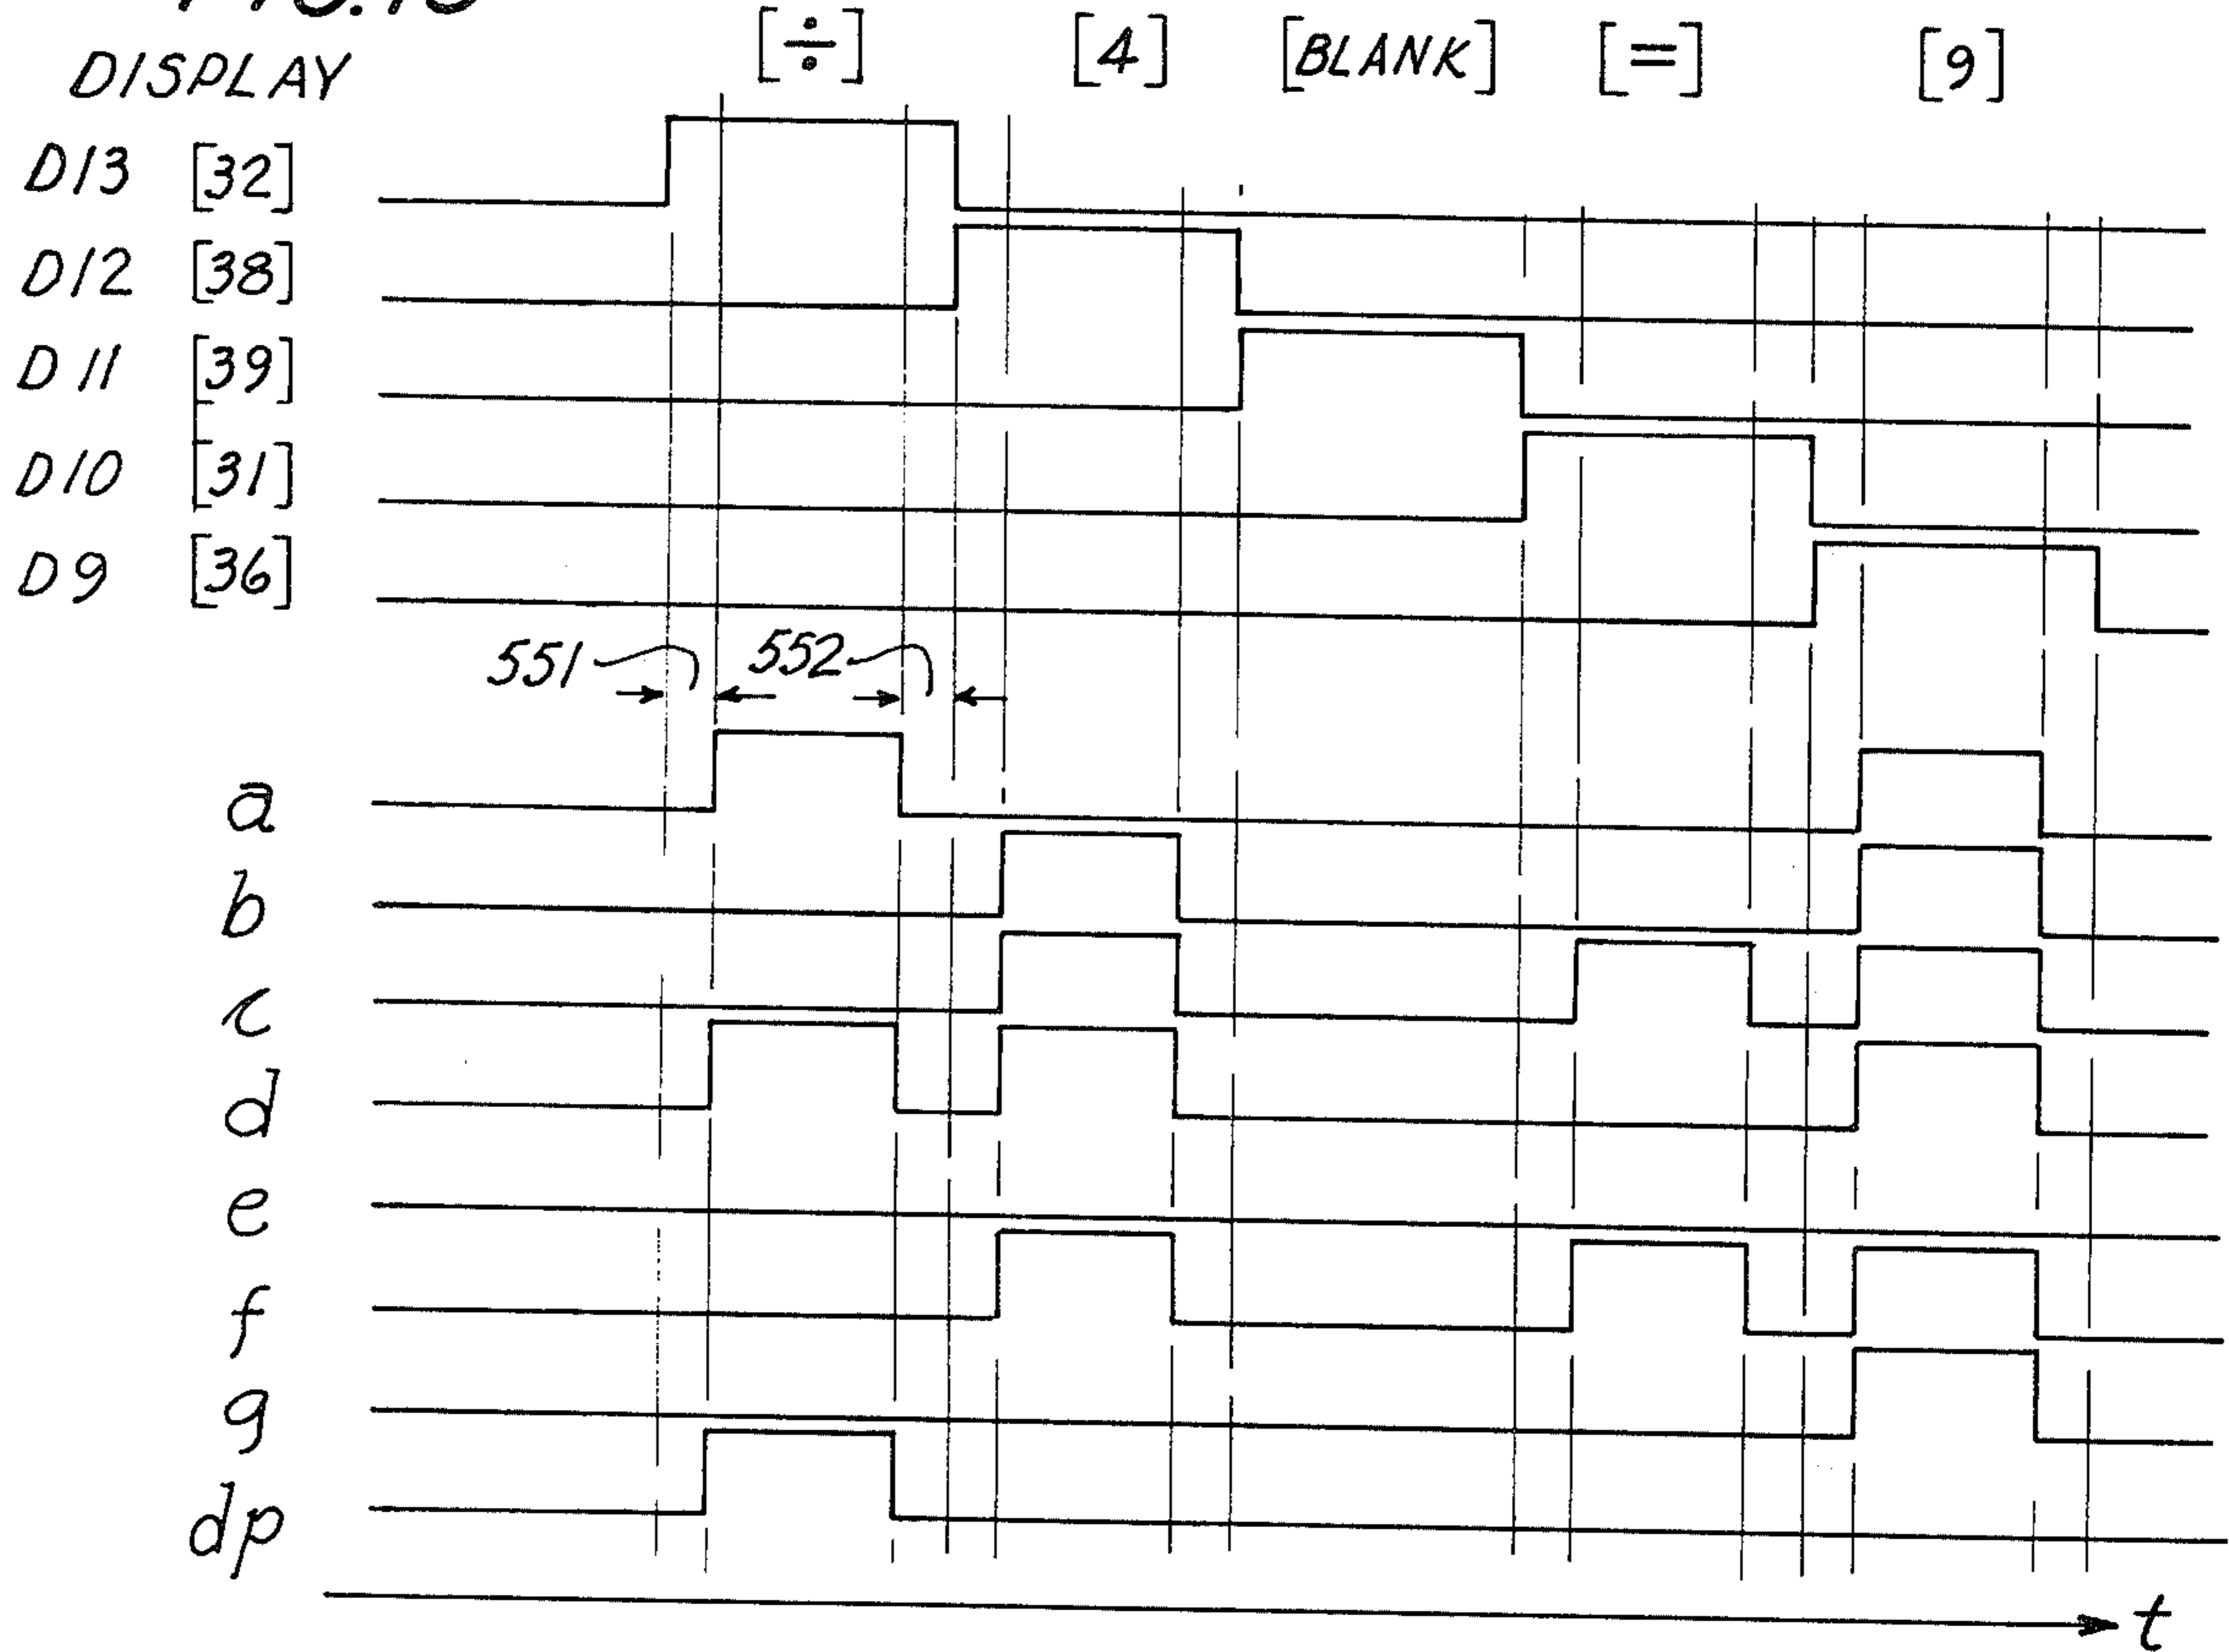 DISPLAY [÷] [4] [BLANK] [=] [9]
D13 [32]
D12 [38]
D11 [39]
D10 [31]
D9 [36]
551 552
a
b
c
d
e
f
g
dp
t